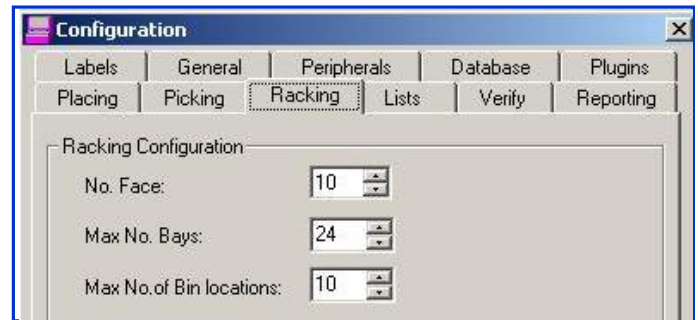 Configuration
Labels General Peripherals Database Plugins
Placing Picking Racking Lists Verify Reporting
Racking Configuration
No. Face: 10
Max No. Bays: 24
Max No.of Bin locations: 10